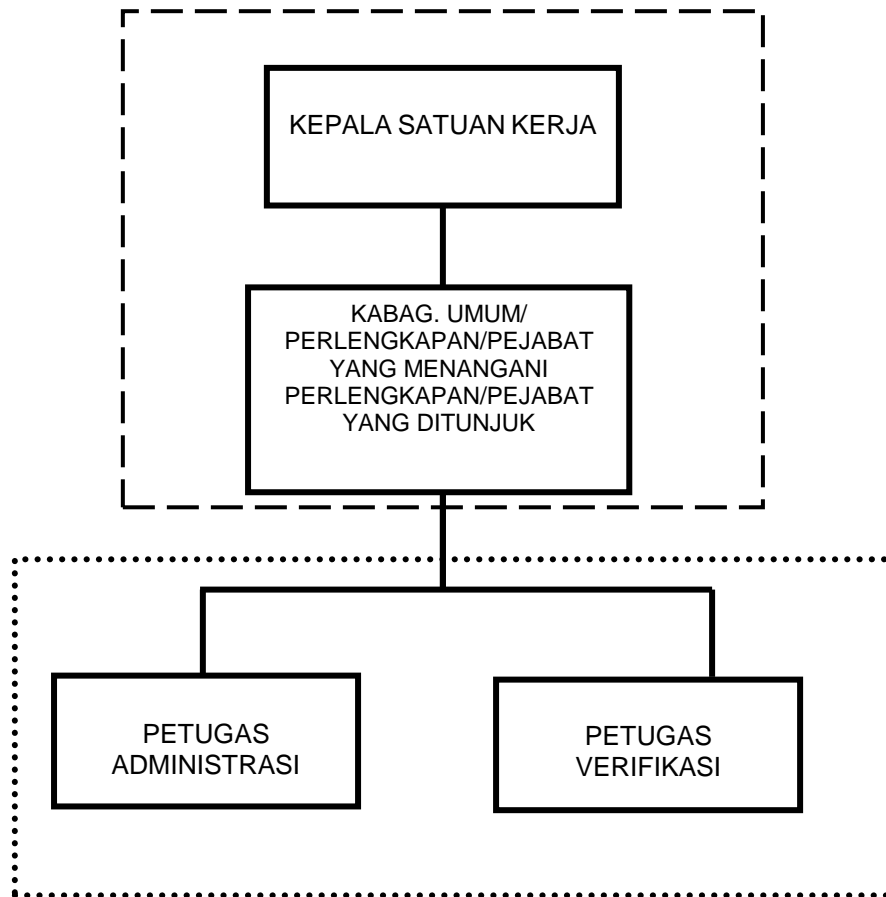 KEPALA SATUAN KERJA
KABAG. UMUM/
PERLENGKAPAN/PEJABAT
YANG MENANGANI
PERLENGKAPAN/PEJABAT
YANG DITUNJUK
PETUGAS
ADMINISTRASI
PETUGAS
VERIFIKASI